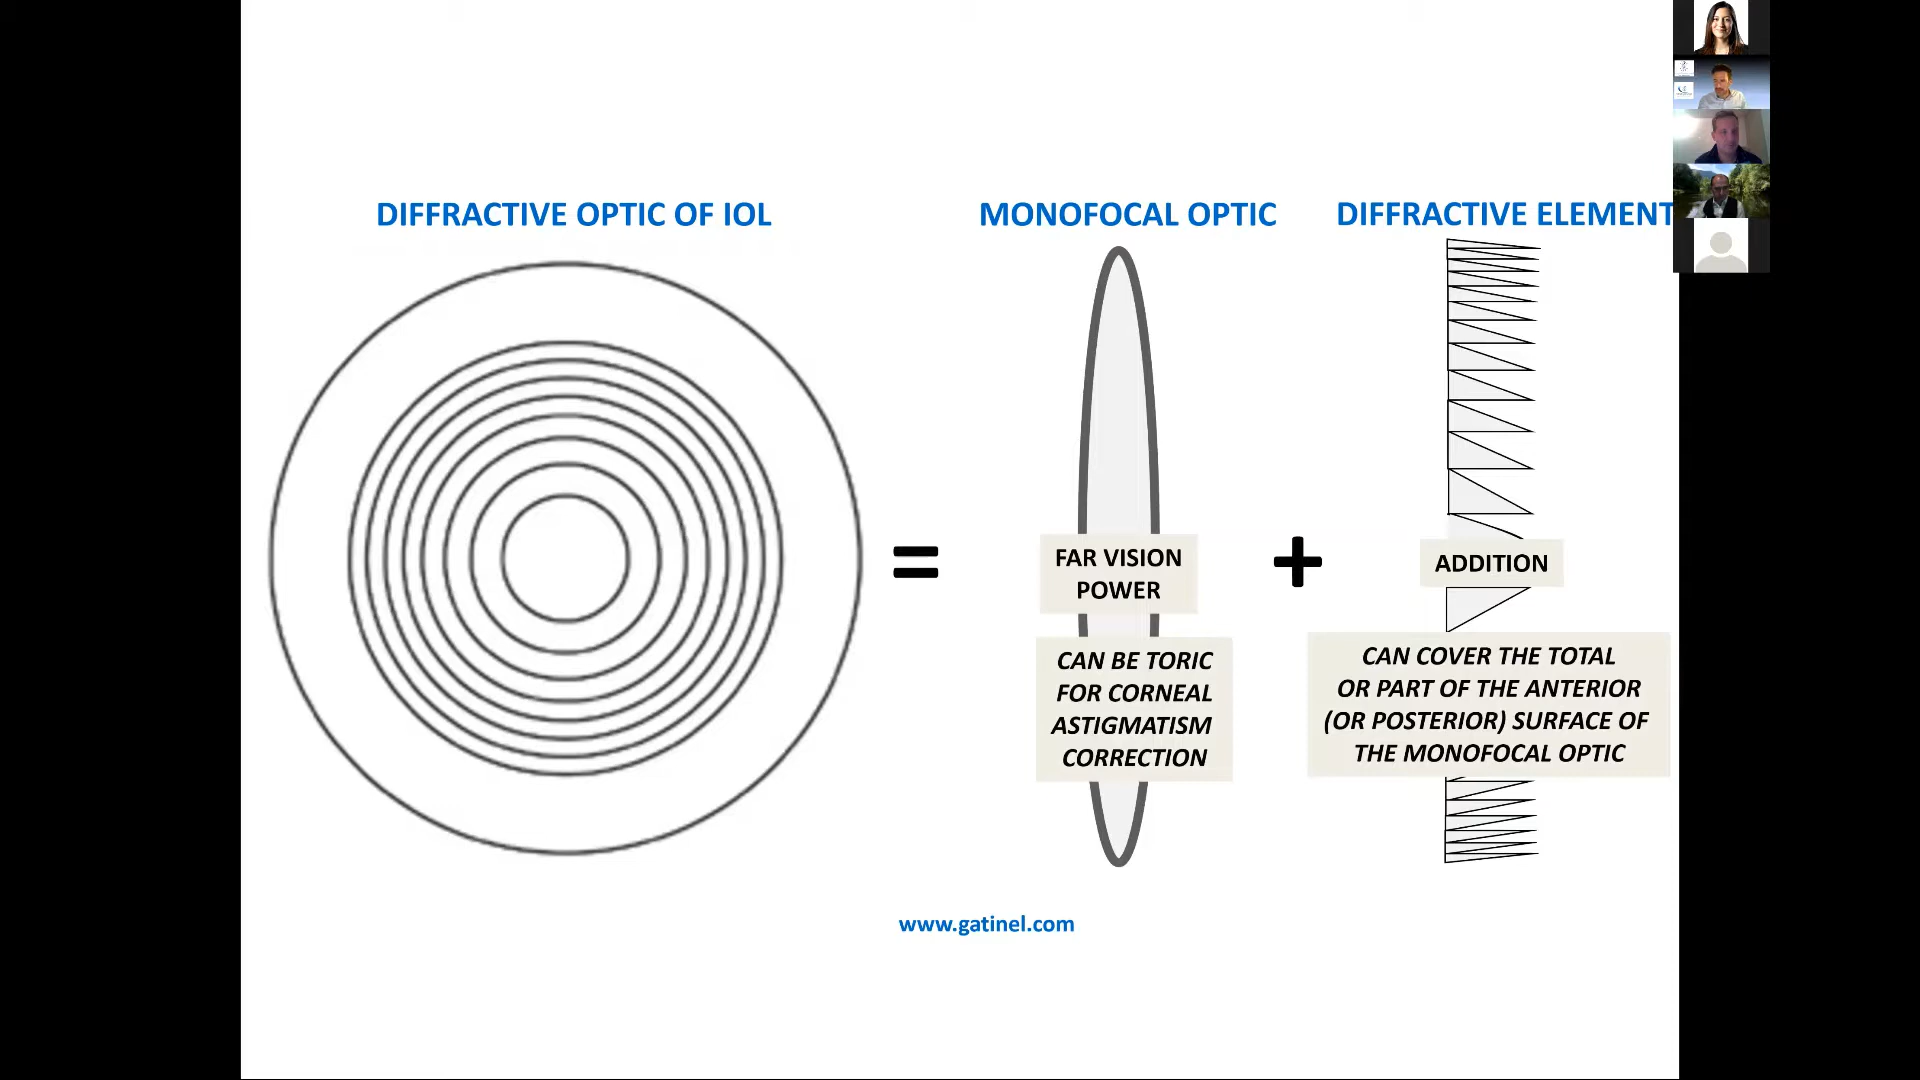 DIFFRACTIVE OPTIC OF IOL
MONOFOCAL OPTIC
DIFFRACTIVE ELEMENT
=
+
FAR VISION
POWER
ADDITION
CAN BE TORIC
FOR CORNEAL
ASTIGMATISM
CORRECTION
CAN COVER THE TOTAL
OR PART OF THE ANTERIOR
(OR POSTERIOR) SURFACE OF
THE MONOFOCAL OPTIC
www.gatinel.com